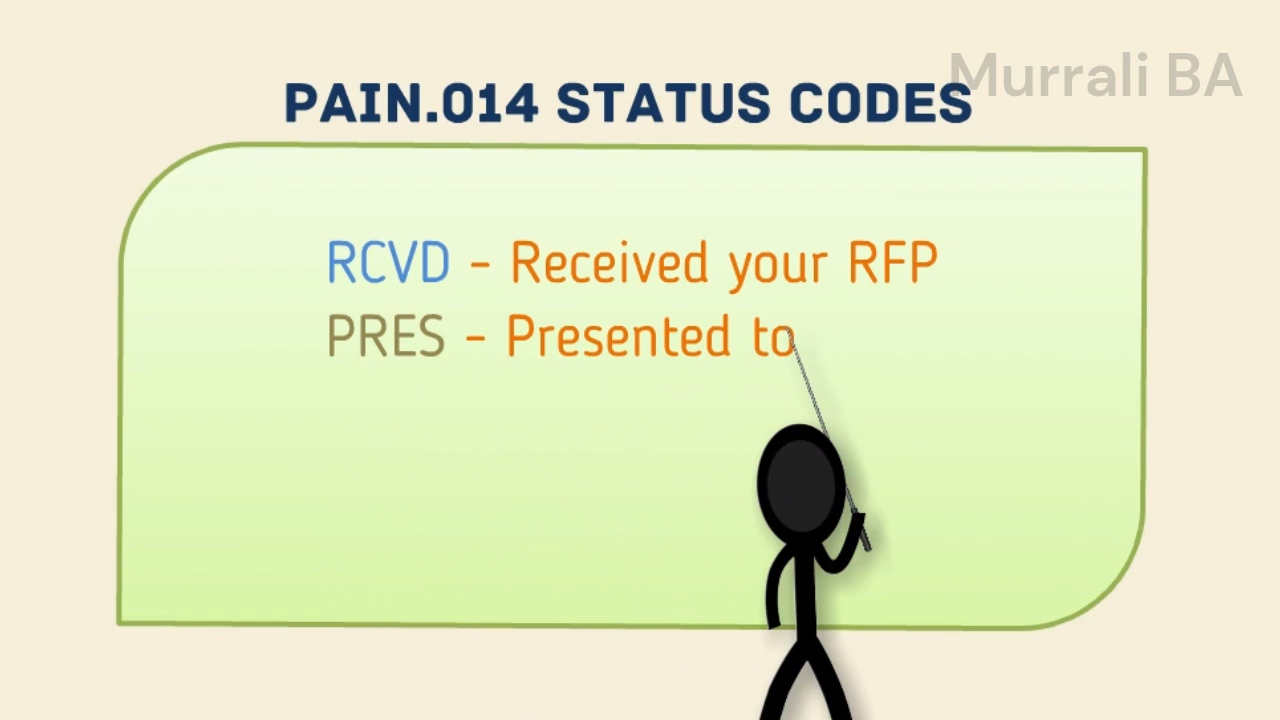 Murrali BA
PAIN.014 STATUS CODES
RCVD - Received your RFP
PRES - Presented to